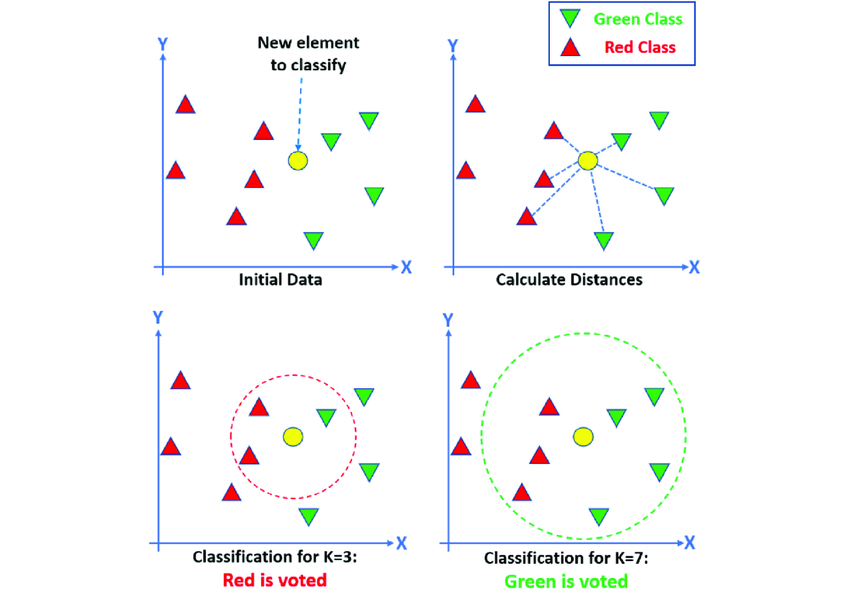 Green Class
Red Class
Y
New element
to classify
X
Initial Data
Y
X
Calculate Distances
Y
X
Classification for K=3:
Red is voted
Y
X
Classification for K=7:
Green is voted